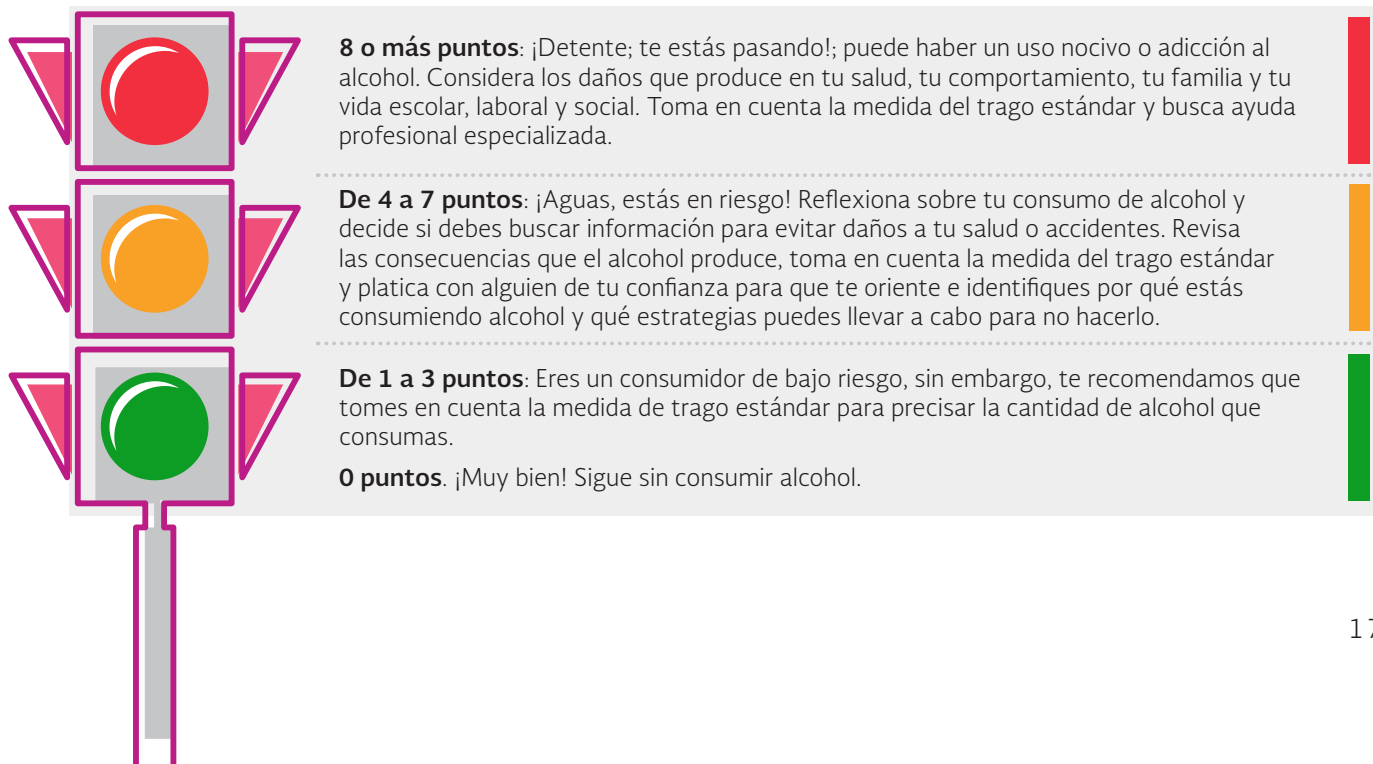 8 o más puntos: ¡Detente; te estás pasando!; puede haber un uso nocivo o adicción al
alcohol. Considera los daños que produce en tu salud, tu comportamiento, tu familia y tu
vida escolar, laboral y social. Toma en cuenta la medida del trago estándar y busca ayuda
profesional especializada.
De 4 a 7 puntos: ¡Aguas, estás en riesgo! Reflexiona sobre tu consumo de alcohol y
decide si debes buscar información para evitar daños a tu salud o accidentes. Revisa
las consecuencias que el alcohol produce, toma en cuenta la medida del trago estándar
y platica con alguien de tu confianza para que te oriente e identifiques por qué estás
consumiendo alcohol y qué estrategias puedes llevar a cabo para no hacerlo.
De 1 a 3 puntos: Eres un consumidor de bajo riesgo, sin embargo, te recomendamos que
tomes en cuenta la medida de trago estándar para precisar la cantidad de alcohol que
consumas.
0 puntos. ¡Muy bien! Sigue sin consumir alcohol.
17